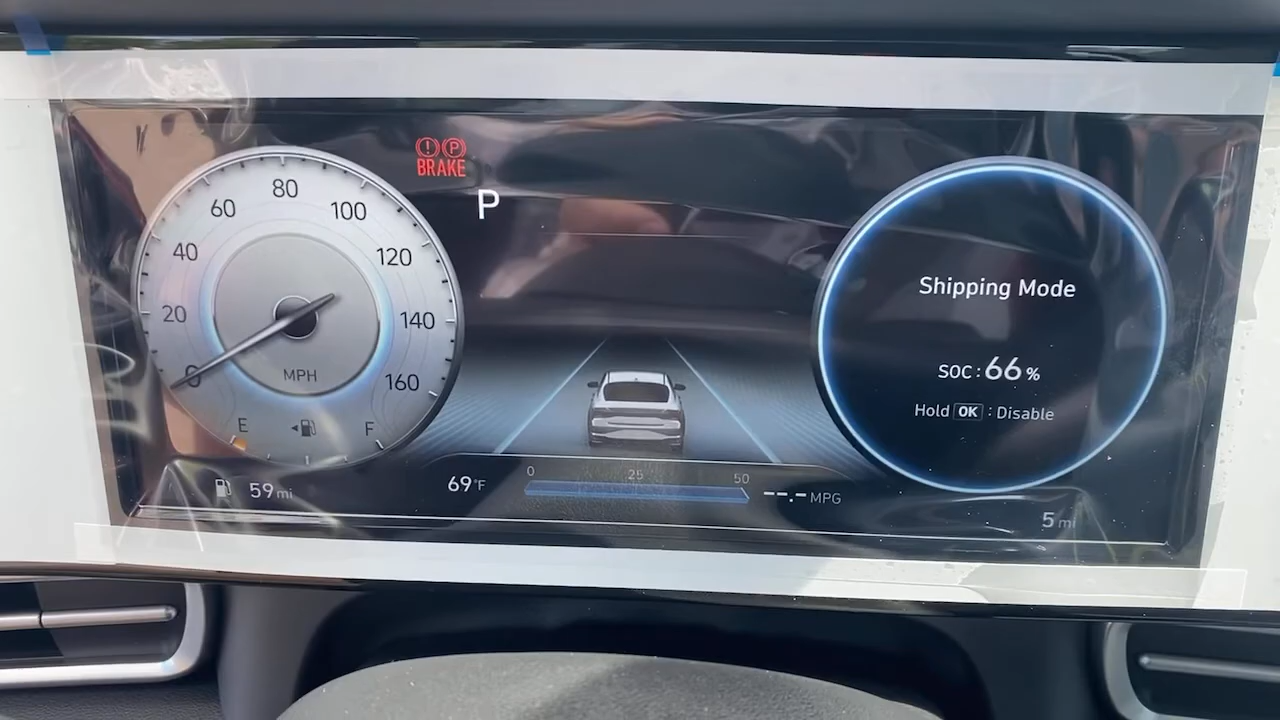 BRAKE
P
80
60
100
40
120
20
140
0
160
MPH
E
F
59 mi
69°F
0 25 50
--.- MPG
Shipping Mode
SOC : 66 %
Hold OK : Disable
5 mi